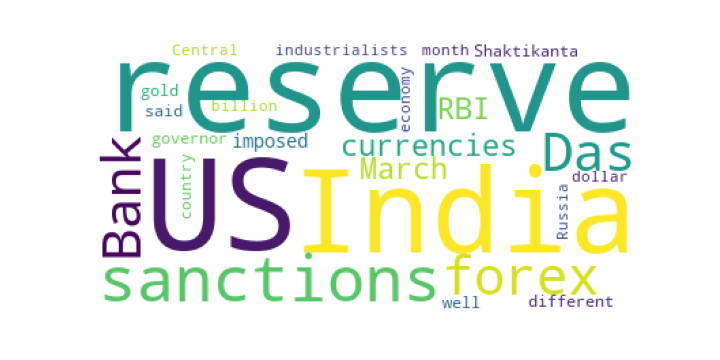 Central industrialists month Shaktikanta
reserve
gold
said billion
economy
RBI
governor imposed
currencies
Das
Bank
country
US
March
India
Russia
dollar
sanctions
forex
well different